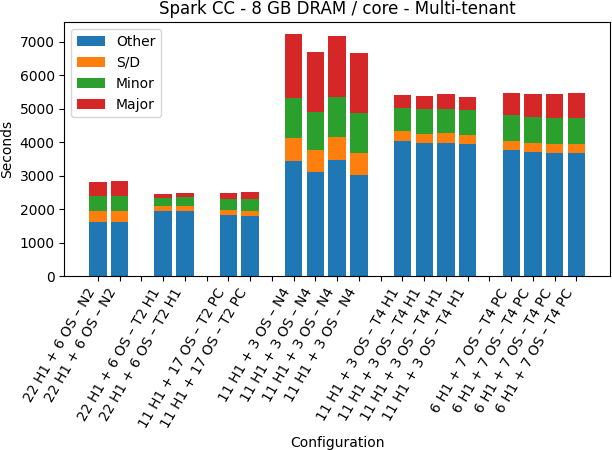 Spark CC - 8 GB DRAM / core - Multi-tenant
Other
S/D
Minor
Major
Seconds
7000
6000
5000
4000
3000
2000
1000
0
22 H1 + 6 OS - N2
22 H1 + 6 OS - N2
22 H1 + 6 OS - T2 H1
22 H1 + 6 OS - T2 H1
11 H1 + 17 OS - T2 PC
11 H1 + 17 OS - T2 PC
11 H1 + 3 OS - N4
11 H1 + 3 OS - N4
11 H1 + 3 OS - N4
11 H1 + 3 OS - N4
11 H1 + 3 OS - T4 H1
11 H1 + 3 OS - T4 H1
11 H1 + 3 OS - T4 H1
11 H1 + 3 OS - T4 H1
6 H1 + 7 OS - T4 PC
6 H1 + 7 OS - T4 PC
6 H1 + 7 OS - T4 PC
6 H1 + 7 OS - T4 PC
Configuration